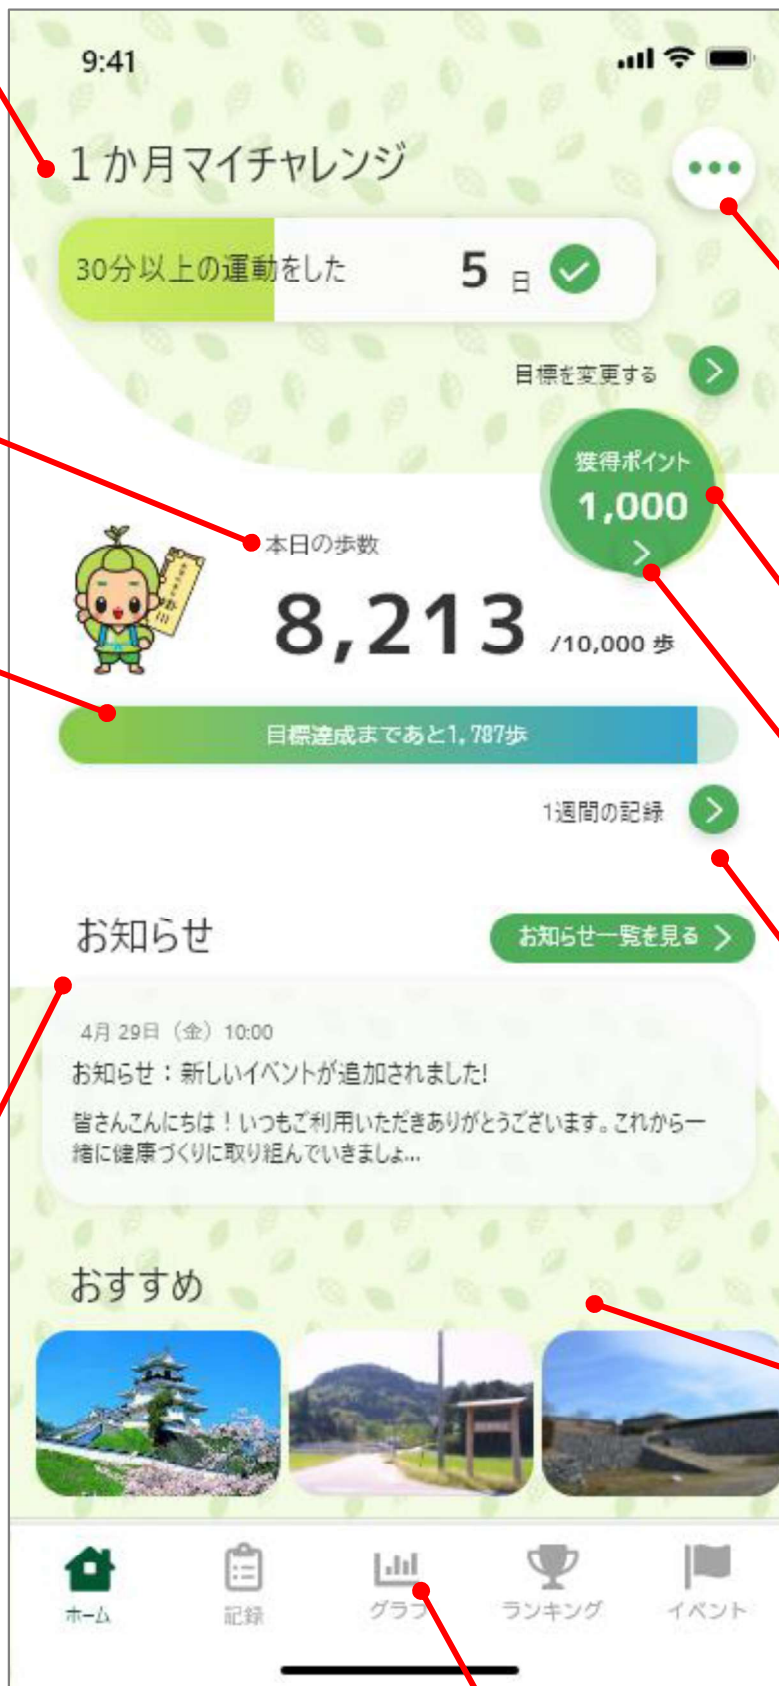 9:41
1か月マイチャレンジ
30分以上の運動をした 5 日
目標を変更する
獲得ポイント
1,000
本日の歩数
8,213 /10,000 歩
目標達成まであと1,787歩
1週間の記録
お知らせ
お知らせ一覧を見る
4月 29日（金）10:00
お知らせ：新しいイベントが追加されました!
皆さんこんにちは！いつもご利用いただきありがとうございます。これから一
緒に健康づくりに取り組んでいきましょ...
おすすめ
ホーム 記録 グラフ ランキング イベント